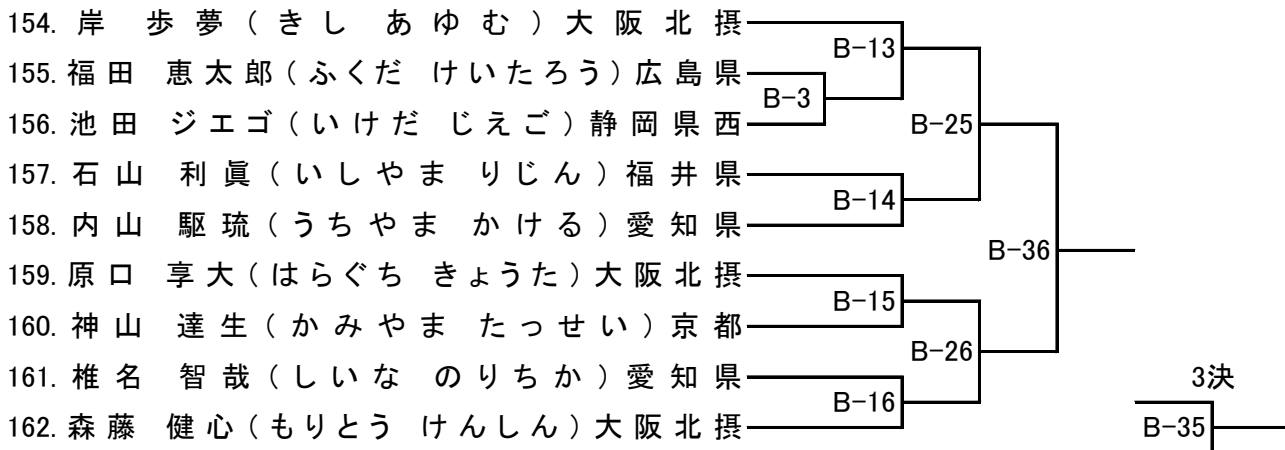 154. 岸 歩夢(きし あゆむ)大阪北摂
B-13
155. 福田 恵太郎(ふくだ けいたろう)広島県
B-3
156. 池田 ジエゴ(いけだ じえご)静岡県西
B-25
157. 石山 利眞(いしやま りじん)福井県
B-14
158. 内山 駆琉(うちやま かける)愛知県
B-36
159. 原口 享大(はらぐち きょうた)大阪北摂
B-15
160. 神山 達生(かみやま たっせい)京都
B-26
161. 椎名 智哉(しいな のりちか)愛知県
3決
B-16
162. 森藤 健心(もりとう けんしん)大阪北摂
B-35